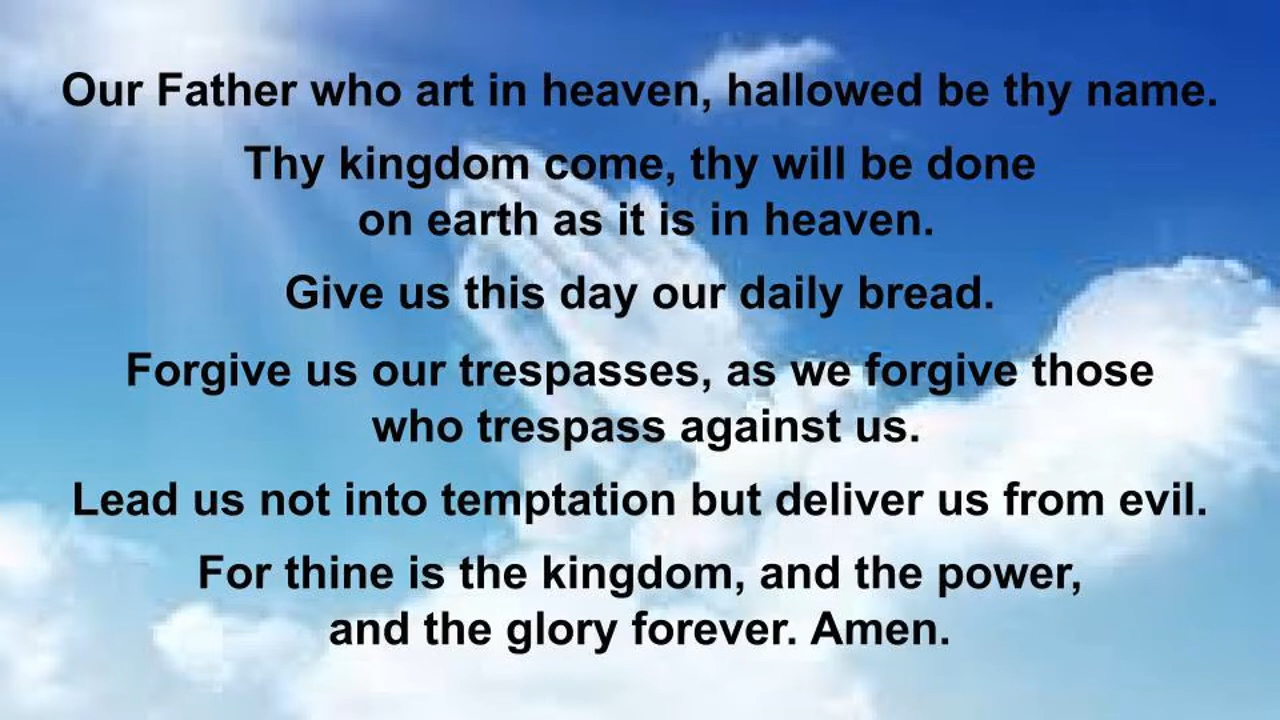 Our Father who art in heaven, hallowed be thy name.
Thy kingdom come, thy will be done
on earth as it is in heaven.
Give us this day our daily bread.
Forgive us our trespasses, as we forgive those
who trespass against us.
Lead us not into temptation but deliver us from evil.
For thine is the kingdom, and the power,
and the glory forever. Amen.